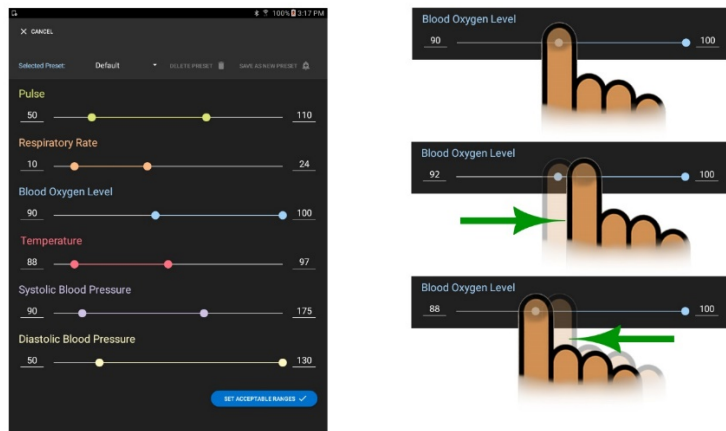 100% 3:17 PM
CANCEL
Selected Preset: Default DELETE PRESET SAVE AS NEW PRESET
Pulse
50 110
Respiratory Rate
10 24
Blood Oxygen Level
90 100
Temperature
88 97
Systolic Blood Pressure
90 175
Diastolic Blood Pressure
50 130
SET ACCEPTABLE RANGES
Blood Oxygen Level
90 100
Blood Oxygen Level
92 100
Blood Oxygen Level
88 100